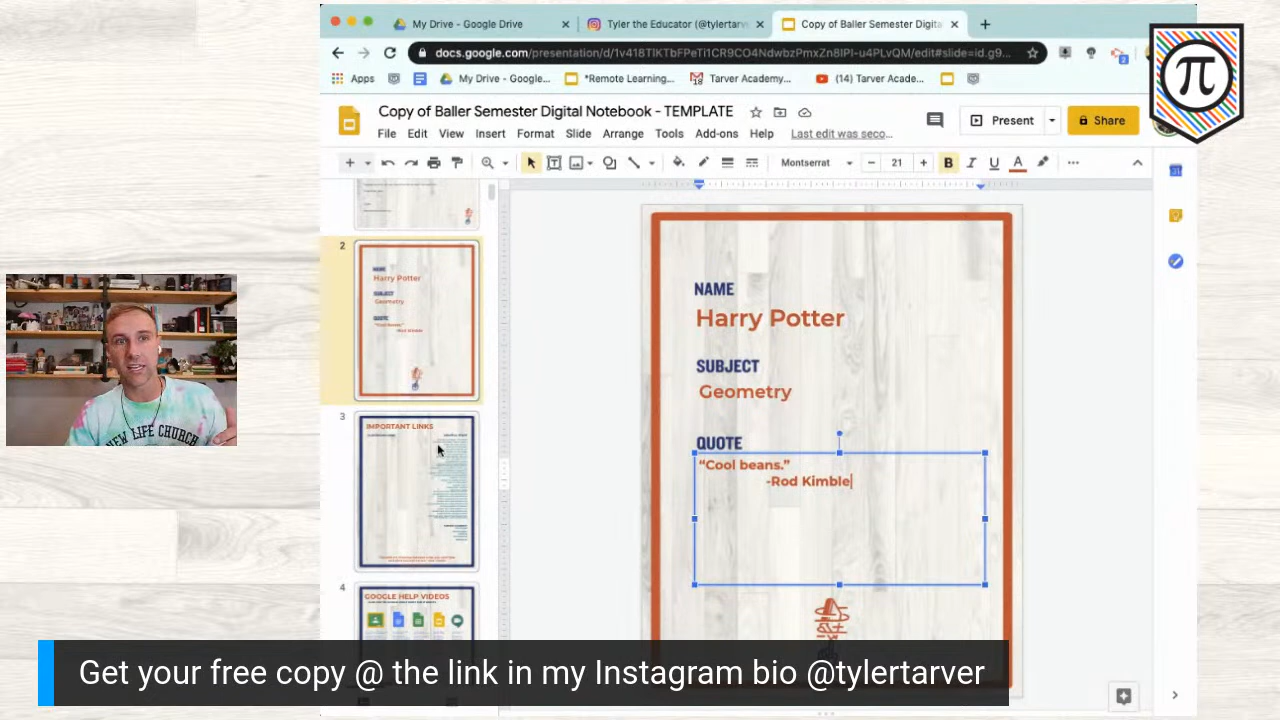 My Drive - Google Drive
Tyler the Educator (@tylertarv
Copy of Baller Semester Digita
docs.google.com/presentation/d/1v418TlKTbFPeTi1CR9CO4NdwbzPmxZn8lPI-u4PLvQM/edit#slide=id.g9...
2
Apps
My Drive - Google...
*Remote Learning...
Tarver Academy...
(14) Tarver Acade...
Copy of Baller Semester Digital Notebook - TEMPLATE
File Edit View Insert Format Slide Arrange Tools Add-ons Help Last edit was seco...
Present
Share
Montserrat
21
B I U A
2
NAME
Harry Potter
SUBJECT
Geometry
QUOTE
"Cool beans."
-Rod Kimble
3
IMPORTANT LINKS
4
GOOGLE HELP VIDEOS
NAME
Harry Potter
SUBJECT
Geometry
QUOTE
“Cool beans.”
-Rod Kimble
π
NEW LIFE CHURCH
Get your free copy @ the link in my Instagram bio @tylertarver